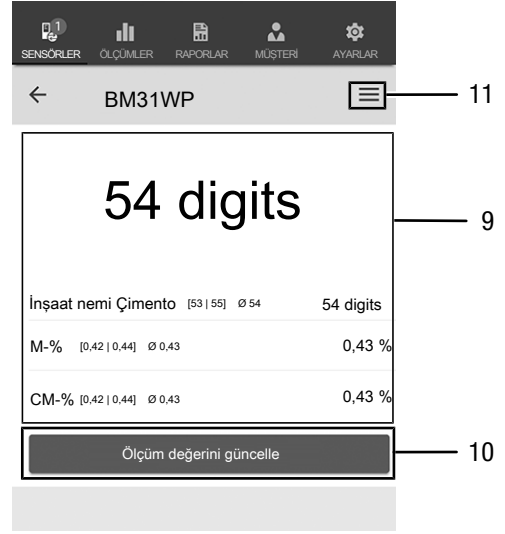 1
SENSÖRLER ÖLÇÜMLER RAPORLAR MÜŞTERİ AYARLAR
BM31WP 11
54 digits
9
İnşaat nemi Çimento [53 | 55] Ø 54 54 digits
M-% [0,42 | 0,44] Ø 0,43 0,43 %
CM-% [0,42 | 0,44] Ø 0,43 0,43 %
Ölçüm değerini güncelle 10